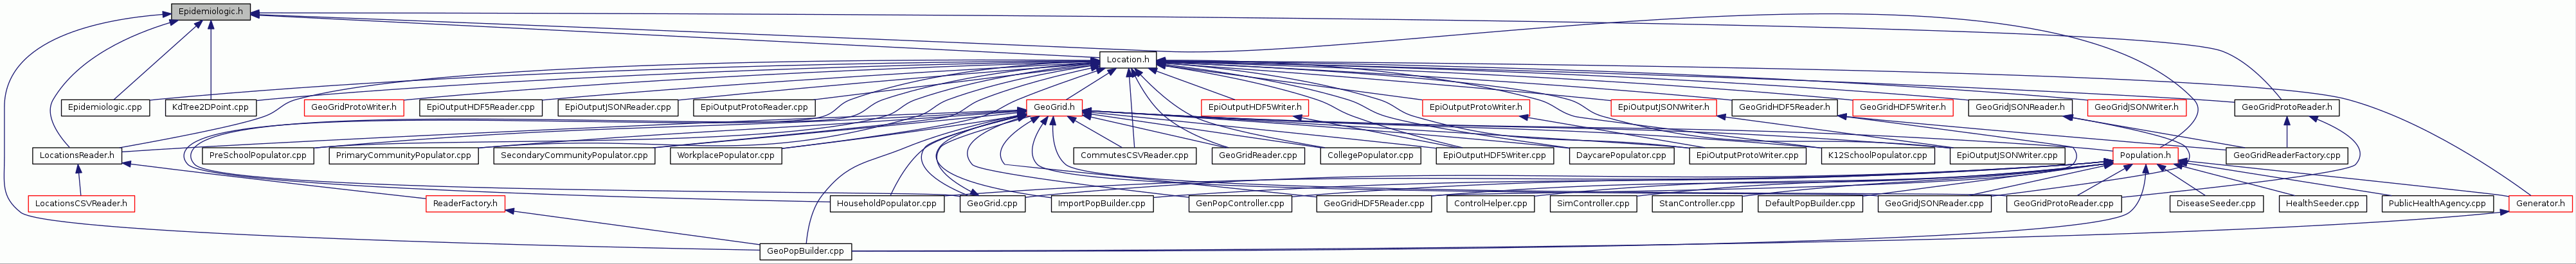 Epidemiologic.h
Location.h
Epidemiologic.cpp
KdTree2DPoint.cpp
GeoGridProtoWriter.h
EpiOutputHDF5Reader.cpp
EpiOutputJSONReader.cpp
EpiOutputProtoReader.cpp
GeoGrid.h
EpiOutputHDF5Writer.h
EpiOutputProtoWriter.h
EpiOutputJSONWriter.h
GeoGridHDF5Reader.h
GeoGridHDF5Writer.h
GeoGridJSONReader.h
GeoGridJSONWriter.h
GeoGridProtoReader.h
LocationsReader.h
PreSchoolPopulator.cpp
PrimaryCommunityPopulator.cpp
SecondaryCommunityPopulator.cpp
WorkplacePopulator.cpp
CommutesCSVReader.cpp
GeoGridReader.cpp
CollegePopulator.cpp
EpiOutputHDF5Writer.cpp
DaycarePopulator.cpp
EpiOutputProtoWriter.cpp
K12SchoolPopulator.cpp
EpiOutputJSONWriter.cpp
Population.h
GeoGridReaderFactory.cpp
LocationsCSVReader.h
ReaderFactory.h
HouseholdPopulator.cpp
GeoGrid.cpp
ImportPopBuilder.cpp
GenPopController.cpp
GeoGridHDF5Reader.cpp
ControlHelper.cpp
SimController.cpp
StanController.cpp
DefaultPopBuilder.cpp
GeoGridJSONReader.cpp
GeoGridProtoReader.cpp
DiseaseSeeder.cpp
HealthSeeder.cpp
PublicHealthAgency.cpp
Generator.h
GeoPopBuilder.cpp